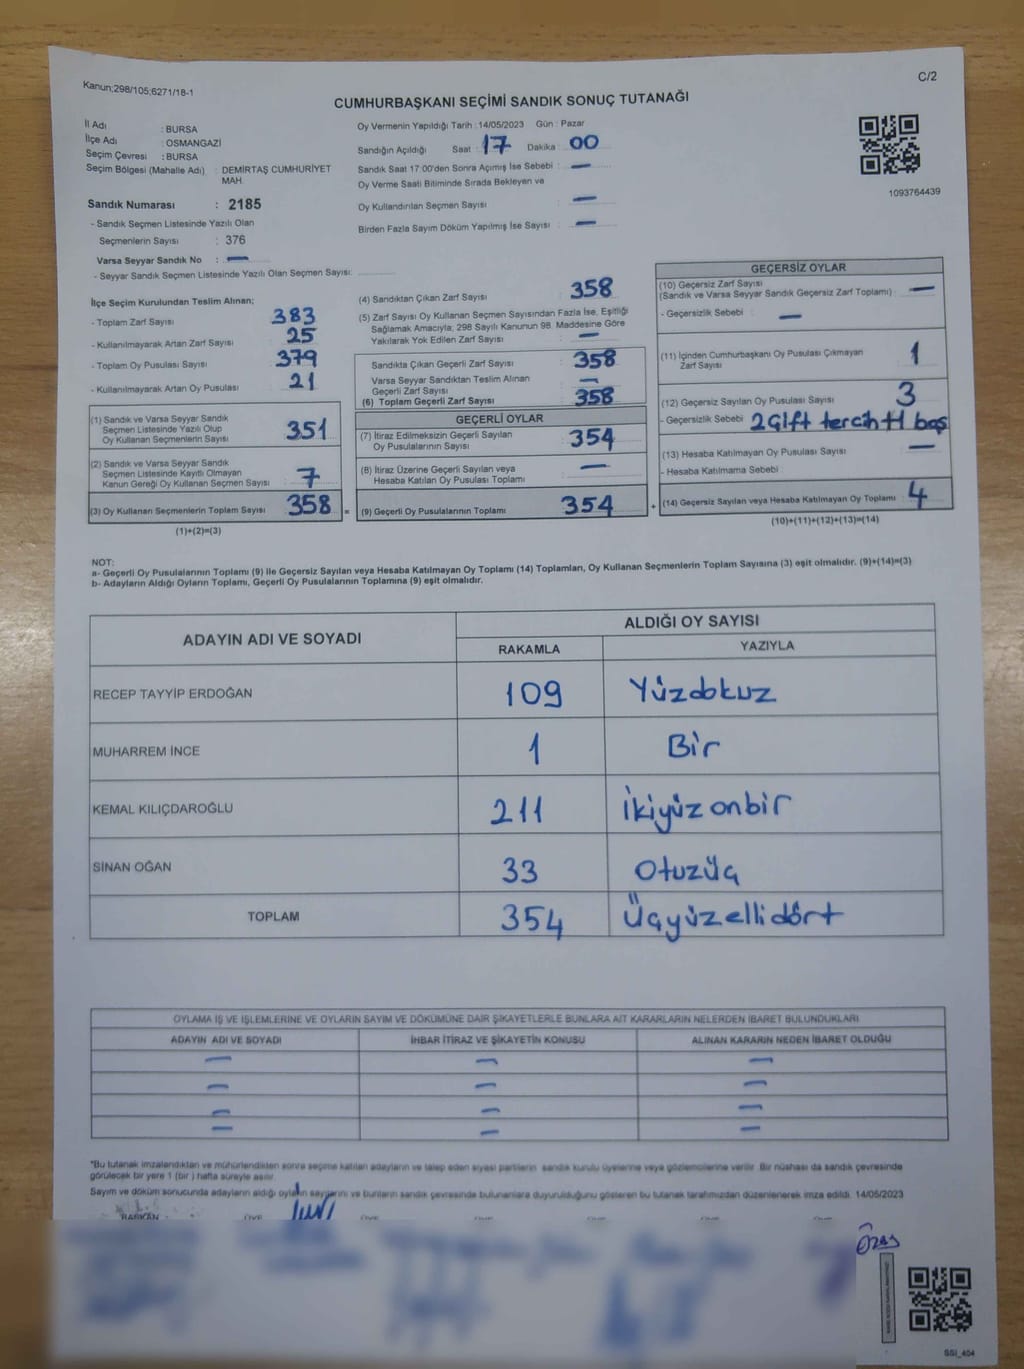 Kanun;298/105;6271/18-1
C/2
CUMHURBAŞKANI SEÇİMİ SANDIK SONUÇ TUTANAĞI
İl Adı : BURSA
İlçe Adı : OSMANGAZİ
Seçim Çevresi : BURSA
Seçim Bölgesi (Mahalle Adı) : DEMİRTAŞ CUMHURİYET
MAH.
Sandık Numarası : 2185
- Sandık Seçmen Listesinde Yazılı Olan
Seçmenlerin Sayısı : 376
Varsa Seyyar Sandık No : —
- Seyyar Sandık Seçmen Listesinde Yazılı Olan Seçmen Sayısı:
Oy Vermenin Yapıldığı Tarih : 14/05/2023 Gün : Pazar
Sandığın Açıldığı Saat : 17 Dakika : 00
Sandık Saat 17:00'den Sonra Açımış İse Sebebi : —
Oy Verme Saati Bitiminde Sırada Bekleyen ve
Oy Kullandırılan Seçmen Sayısı : —
Birden Fazla Sayım Döküm Yapılmış İse Sayısı : —
1093764439
İlçe Seçim Kurulundan Teslim Alınan;
- Toplam Zarf Sayısı : 383
- Kullanılmayarak Artan Zarf Sayısı : 25
- Toplam Oy Pusulası Sayısı : 379
- Kullanılmayarak Artan Oy Pusulası : 21
(1) Sandık ve Varsa Seyyar Sandık
Seçmen Listesinde Yazılı Olup
Oy Kullanan Seçmenlerin Sayısı : 351
(2) Sandık ve Varsa Seyyar Sandık
Seçmen Listesinde Kayıtlı Olmayan
Kanun Gereği Oy Kullanan Seçmen Sayısı : 7
(3) Oy Kullanan Seçmenlerin Toplam Sayısı : 358 =
(1)+(2)=(3)
(4) Sandıktan Çıkan Zarf Sayısı : 358
(5) Zarf Sayısı Oy Kullanan Seçmen Sayısından Fazla İse, Eşitliği
Sağlamak Amacıyla; 298 Sayılı Kanunun 98. Maddesine Göre
Yakılarak Yok Edilen Zarf Sayısı : —
Sandıkta Çıkan Geçerli Zarf Sayısı : 358
Varsa Seyyar Sandıktan Teslim Alınan
Geçerli Zarf Sayısı : —
(6) Toplam Geçerli Zarf Sayısı : 358
GEÇERLİ OYLAR
(7) İtiraz Edilmeksizin Geçerli Sayılan
Oy Pusulasının Sayısı : 354
(8) İtiraz Üzerine Geçerli Sayılan veya
Hesaba Katılan Oy Pusulası Toplamı : —
(9) Geçerli Oy Pusulalarının Toplamı : 354 +
GEÇERSİZ OYLAR
(10) Geçersiz Zarf Sayısı
(Sandık ve Varsa Seyyar Sandık Geçersiz Zarf Toplamı) : —
- Geçersizlik Sebebi : —
(11) İçinden Cumhurbaşkanı Oy Pusulası Çıkmayan
Zarf Sayısı : 1
(12) Geçersiz Sayılan Oy Pusulası Sayısı : 3
- Geçersizlik Sebebi 2 Çift tercih 1 boş
(13) Hesaba Katılmayan Oy Pusulası Sayısı : —
- Hesaba Katılmama Sebebi
(14) Geçersiz Sayılan veya Hesaba Katılmayan Oy Toplamı : 4
(10)+(11)+(12)+(13)=(14)
NOT:
a- Geçerli Oy Pusulalarının Toplamı (9) ile Geçersiz Sayılan veya Hesaba Katılmayan Oy Toplamı (14) Toplamları, Oy Kullanan Seçmenlerin Toplam Sayısına (3) eşit olmalıdır. (9)+(14)=(3)
b- Adayların Aldığı Oyların Toplamı, Geçerli Oy Pusulalarının Toplamına (9) eşit olmalıdır.
ADAYIN ADI VE SOYADI ALDIĞI OY SAYISI
RAKAMLA YAZIYLA
RECEP TAYYİP ERDOĞAN 109 Yüzdokuz
MUHARREM İNCE 1 Bir
KEMAL KILIÇDAROĞLU 211 İkiyüz onbir
SİNAN OĞAN 33 Otuzüç
TOPLAM 354 Üçyüzellidört
OYLAMA İŞ VE İŞLEMLERİNE VE OYLARIN SAYIM VE DÖKÜMÜNE DAİR ŞİKAYETLERLE BUNLARA AİT KARARLARIN NELERDEN İBARET BULUNDUKLARI
ADAYIN ADI VE SOYADI İHBAR İTİRAZ VE ŞİKAYETİN KONUSU ALINAN KARARIN NEDEN İBARET OLDUĞU
— — —
— — —
— — —
— — —
*Bu tutanak imzalandıktan ve mühürlendikten sonra seçime katılan adayların ve talep eden siyasi partilerin sandık kurulu üyelerine veya gözlemcilerine verilir. Bir nüshası da sandık çevresinde
görülecek bir yere 1 (bir) hafta süreyle asılır.
Sayım ve döküm sonucunda adayların aldığı oyların sayılarını ve bunların sandık çevresinde bulunanlara duyurulduğunu gösteren bu tutanak tarafımızdan düzenlenerek imza edildi. 14/05/2023
BAŞKAN ÜYE ÜYE ÜYE ÜYE ÜYE ÜYE
SSI_404